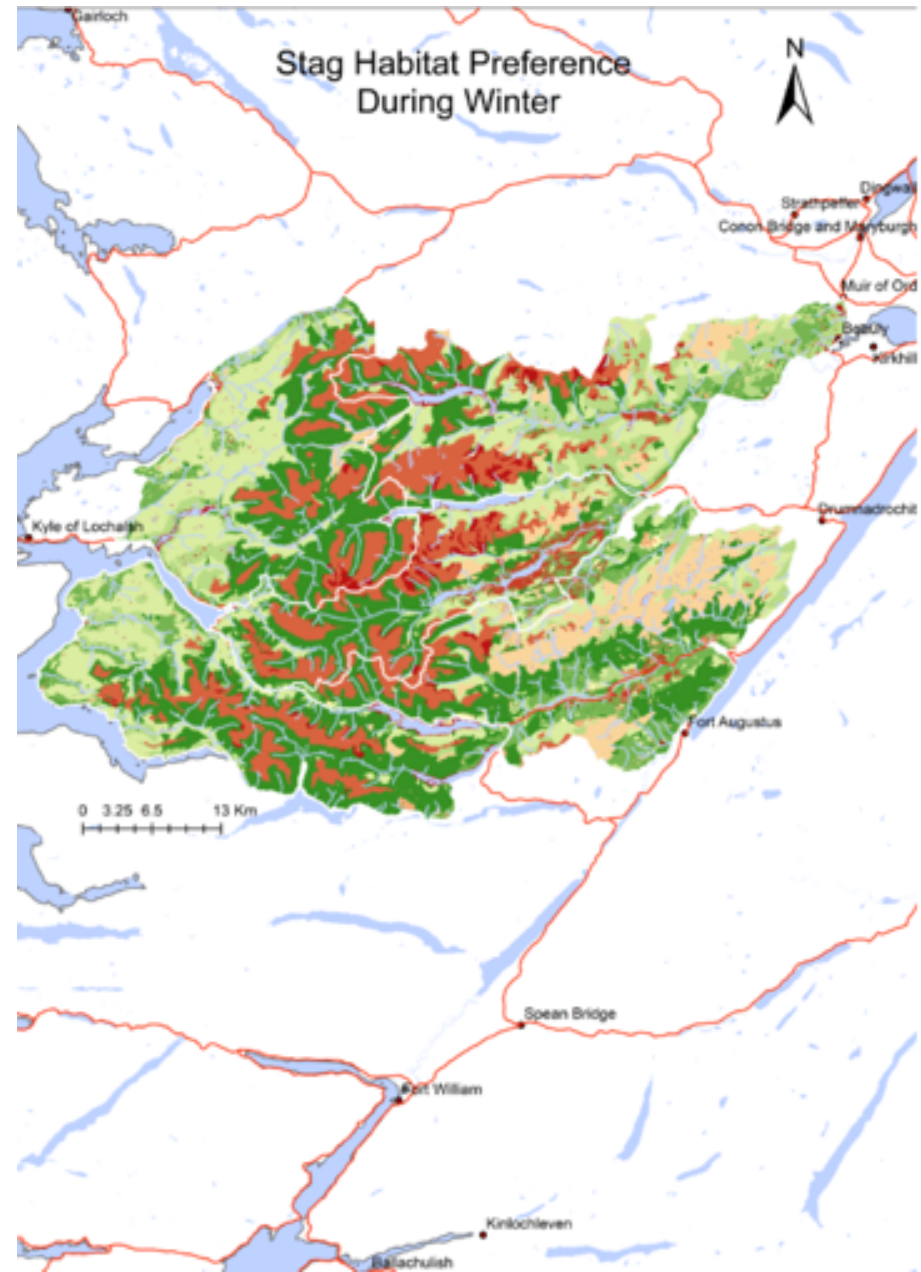 Gairloch
Stag Habitat Preference
During Winter
N
Dingwal
Strathpeffer
Conon Bridge and Maryburgh
Muir of Ord
Beauly
Kirkhill
Kyle of Lochalsh
Drumnadrochit
Fort Augustus
0 3.25 6.5 13 Km
Spean Bridge
Fort William
Kinlochleven
Ballachulish